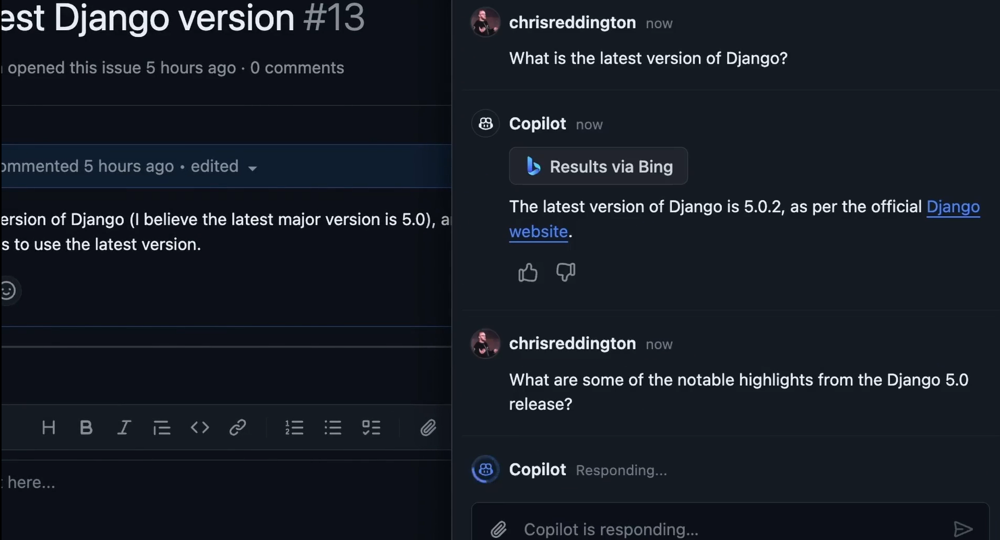 est Django version #13
opened this issue 5 hours ago · 0 comments
ommented 5 hours ago • edited
ersion of Django (I believe the latest major version is 5.0), a
s to use the latest version.
here...
chrisreddington now
What is the latest version of Django?
Copilot now
Results via Bing
The latest version of Django is 5.0.2, as per the official Django
website.
chrisreddington now
What are some of the notable highlights from the Django 5.0
release?
Copilot Responding...
Copilot is responding...